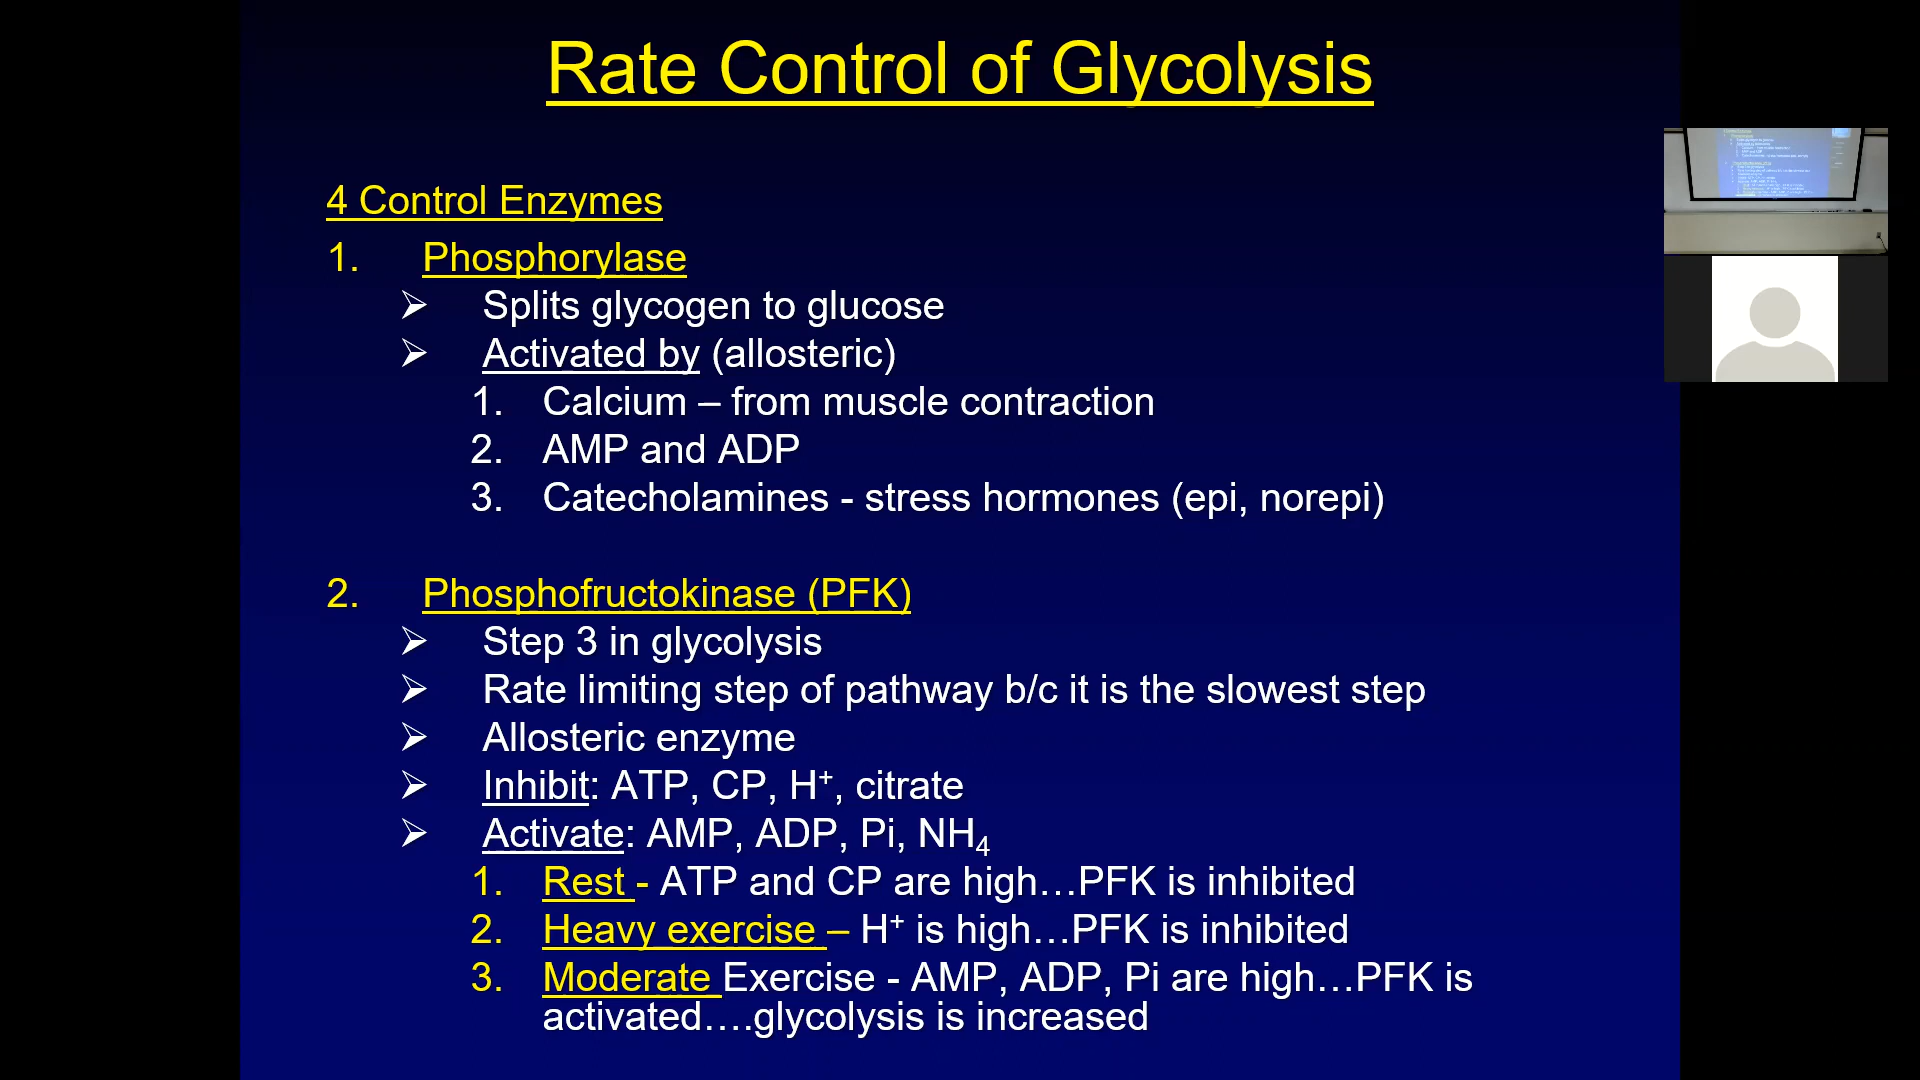 Rate Control of Glycolysis
4 Control Enzymes
1. Phosphorylase
➢ Splits glycogen to glucose
➢ Activated by (allosteric)
1. Calcium – from muscle contraction
2. AMP and ADP
3. Catecholamines - stress hormones (epi, norepi)
2. Phosphofructokinase (PFK)
➢ Step 3 in glycolysis
➢ Rate limiting step of pathway b/c it is the slowest step
➢ Allosteric enzyme
➢ Inhibit: ATP, CP, H⁺, citrate
➢ Activate: AMP, ADP, Pi, NH₄
1. Rest - ATP and CP are high…PFK is inhibited
2. Heavy exercise – H⁺ is high…PFK is inhibited
3. Moderate Exercise - AMP, ADP, Pi are high…PFK is
activated….glycolysis is increased